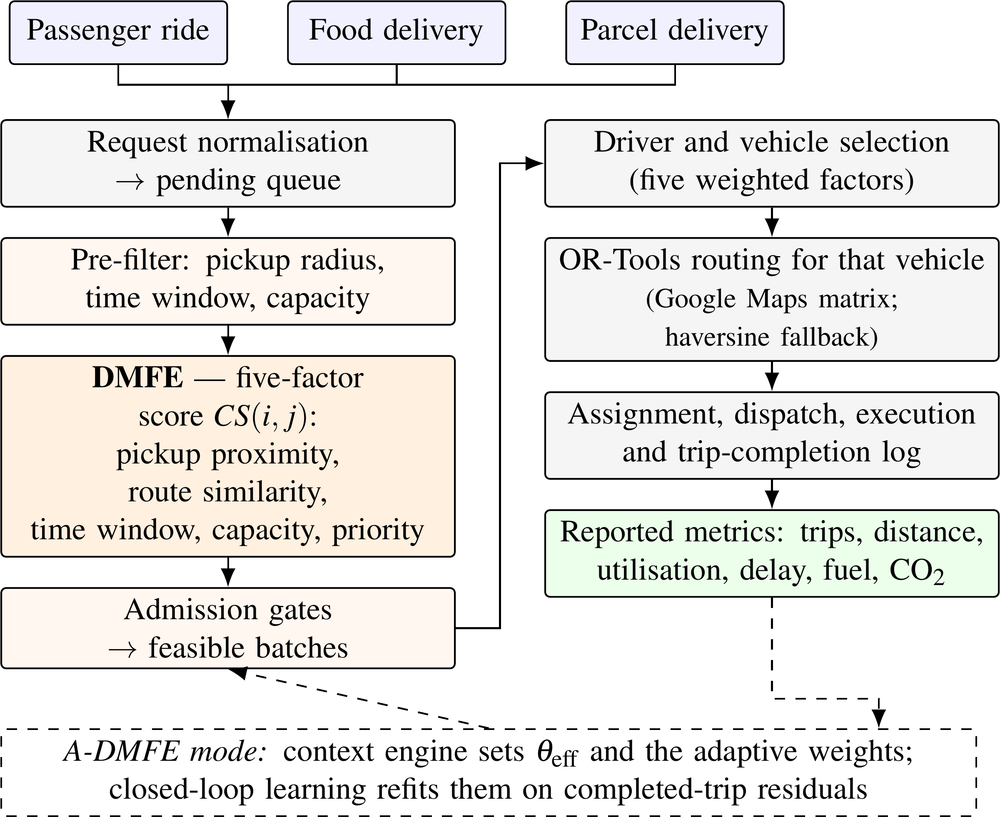 Passenger ride
Food delivery
Parcel delivery
Request normalisation
→ pending queue
Pre-filter: pickup radius,
time window, capacity
DMFE — five-factor
score CS(i, j):
pickup proximity,
route similarity,
time window, capacity, priority
Admission gates
→ feasible batches
Driver and vehicle selection
(five weighted factors)
OR-Tools routing for that vehicle
(Google Maps matrix;
haversine fallback)
Assignment, dispatch, execution
and trip-completion log
Reported metrics: trips, distance,
utilisation, delay, fuel, CO₂
A-DMFE mode: context engine sets θeff and the adaptive weights;
closed-loop learning refits them on completed-trip residuals